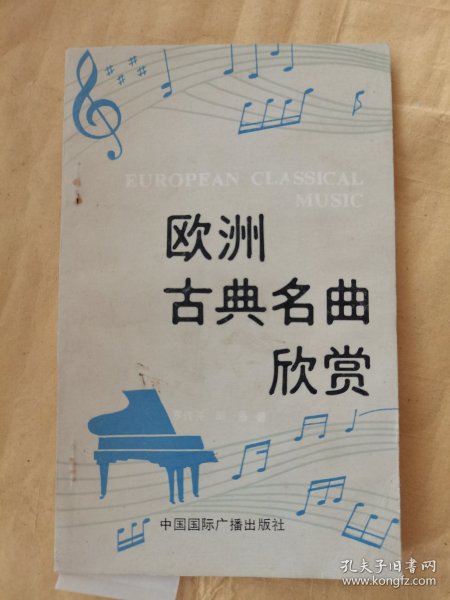 EUROPEAN CLASSICAL
MUSIC
欧洲
古典名曲
欣赏
中国国际广播出版社
孔夫子旧书网
www.kongfz.com